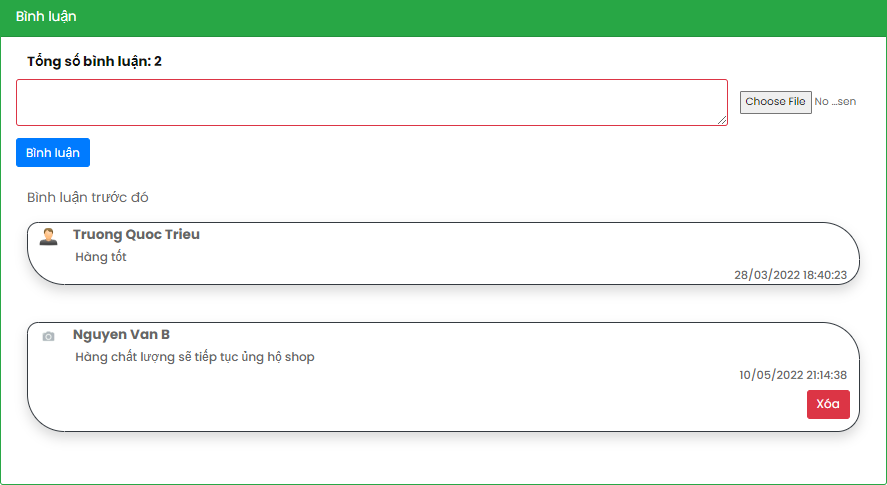 Bình luận
Tổng số bình luận: 2
Choose File No ...sen
Bình luận
Bình luận trước đó
Truong Quoc Trieu
Hàng tốt
28/03/2022 18:40:23
Nguyen Van B
Hàng chất lượng sẽ tiếp tục ủng hộ shop
10/05/2022 21:14:38
Xóa